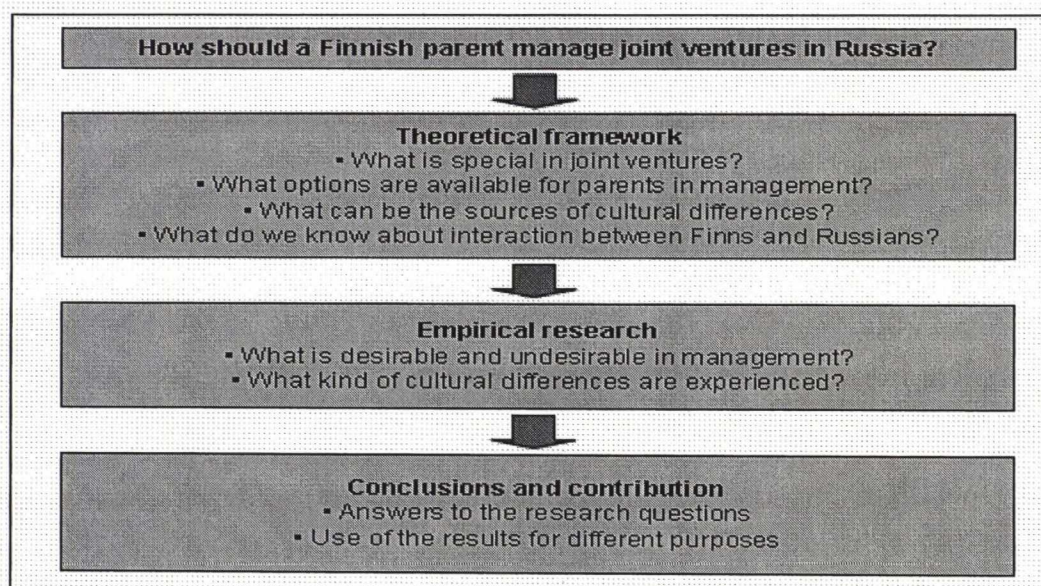 How should a Finnish parent manage joint ventures in Russia?
Theoretical framework
▪ What is special in joint ventures?
▪ What options are available for parents in management?
▪ What can be the sources of cultural differences?
▪ What do we know about interaction between Finns and Russians?
Empirical research
▪ What is desirable and undesirable in management?
▪ What kind of cultural differences are experienced?
Conclusions and contribution
▪ Answers to the research questions
▪ Use of the results for different purposes